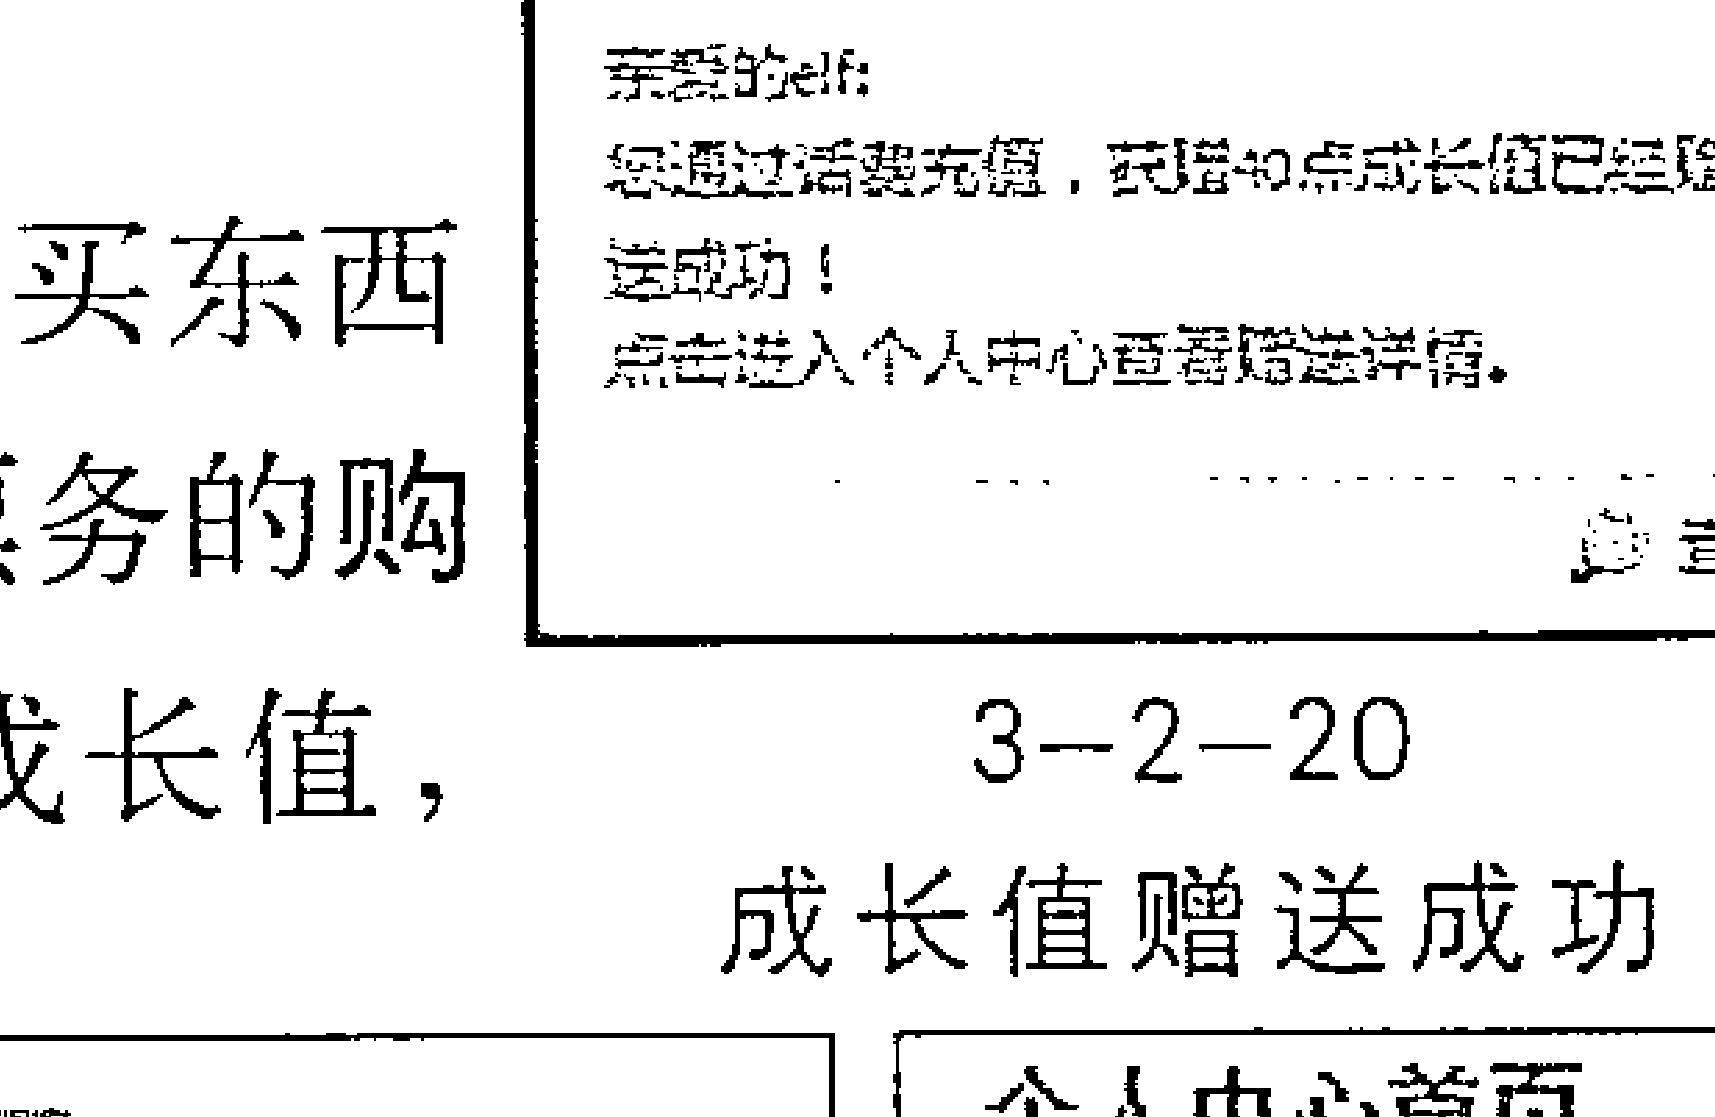 亲爱的elf:
您通过话费充值，获赠40点成长值已经赠
送成功！
点击进入个人中心查看赠送详情。
买东西
票务的购
成长值，
3—2—20
成长值赠送成功
个人中心首页